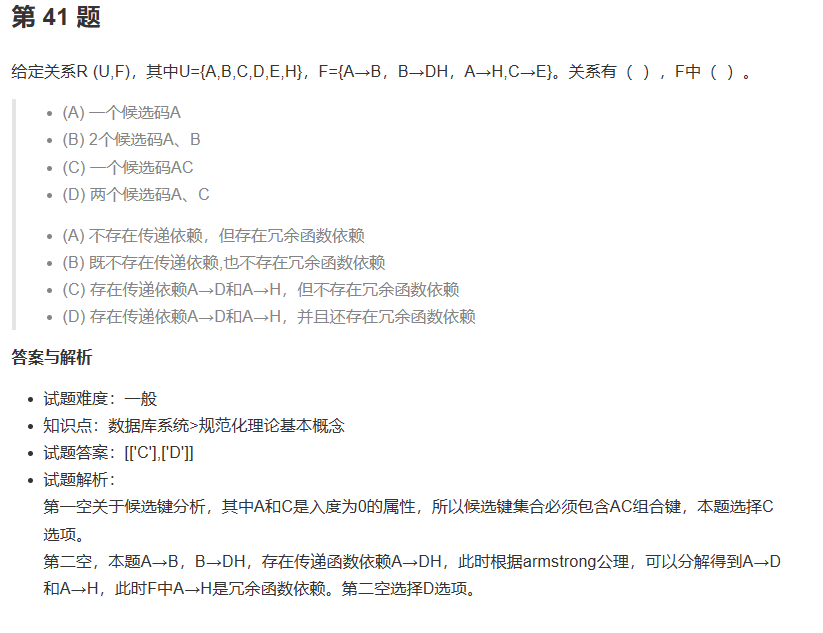 第 41 题
给定关系R (U,F)，其中U={A,B,C,D,E,H}，F={A→B，B→DH，A→H,C→E}。关系有（ ），F中（ ）。
(A) 一个候选码A
(B) 2个候选码A、B
(C) 一个候选码AC
(D) 两个候选码A、C
(A) 不存在传递依赖，但存在冗余函数依赖
(B) 既不存在传递依赖,也不存在冗余函数依赖
(C) 存在传递依赖A→D和A→H，但不存在冗余函数依赖
(D) 存在传递依赖A→D和A→H，并且还存在冗余函数依赖
答案与解析
试题难度：一般
知识点：数据库系统>规范化理论基本概念
试题答案：[['C'],['D']]
试题解析：
第一空关于候选键分析，其中A和C是入度为0的属性，所以候选键集合必须包含AC组合键，本题选择C
选项。
第二空，本题A→B，B→DH，存在传递函数依赖A→DH，此时根据armstrong公理，可以分解得到A→D
和A→H，此时F中A→H是冗余函数依赖。第二空选择D选项。